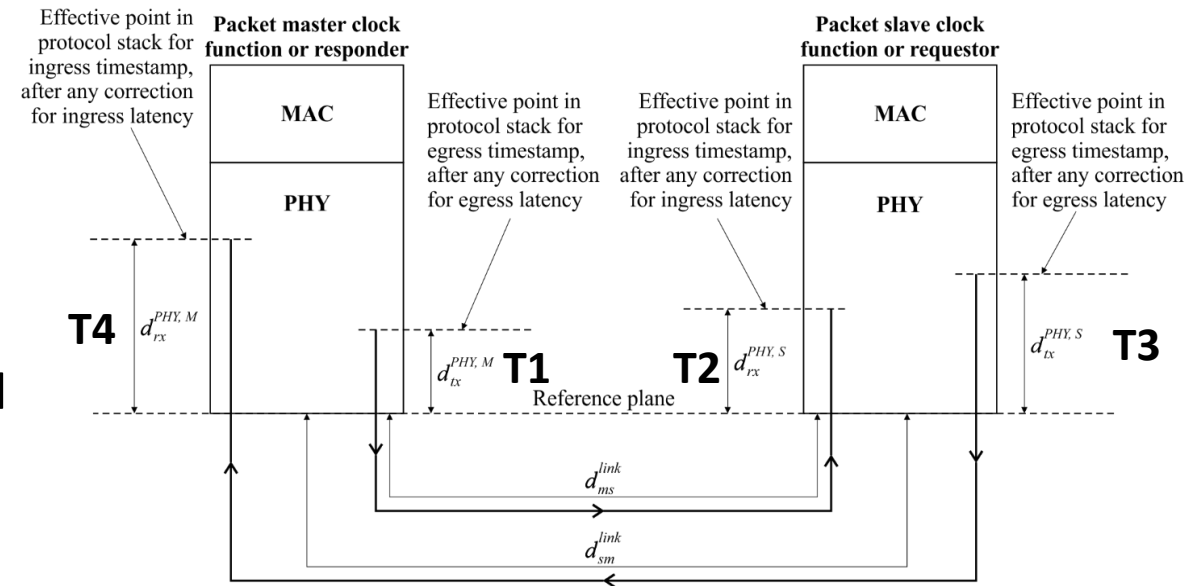 Effective point in
protocol stack for
ingress timestamp,
after any correction
for ingress latency
Packet master clock
function or responder
Packet slave clock
function or requestor
MAC
PHY
Effective point in
protocol stack for
egress timestamp,
after any correction
for egress latency
Effective point in
protocol stack for
ingress timestamp,
after any correction
for ingress latency
MAC
PHY
Effective point in
protocol stack for
egress timestamp,
after any correction
for egress latency
T4 d_rx^PHY, M
d_tx^PHY, M T1
T2 d_rx^PHY, S
d_tx^PHY, S T3
Reference plane
d_ms^link
d_sm^link